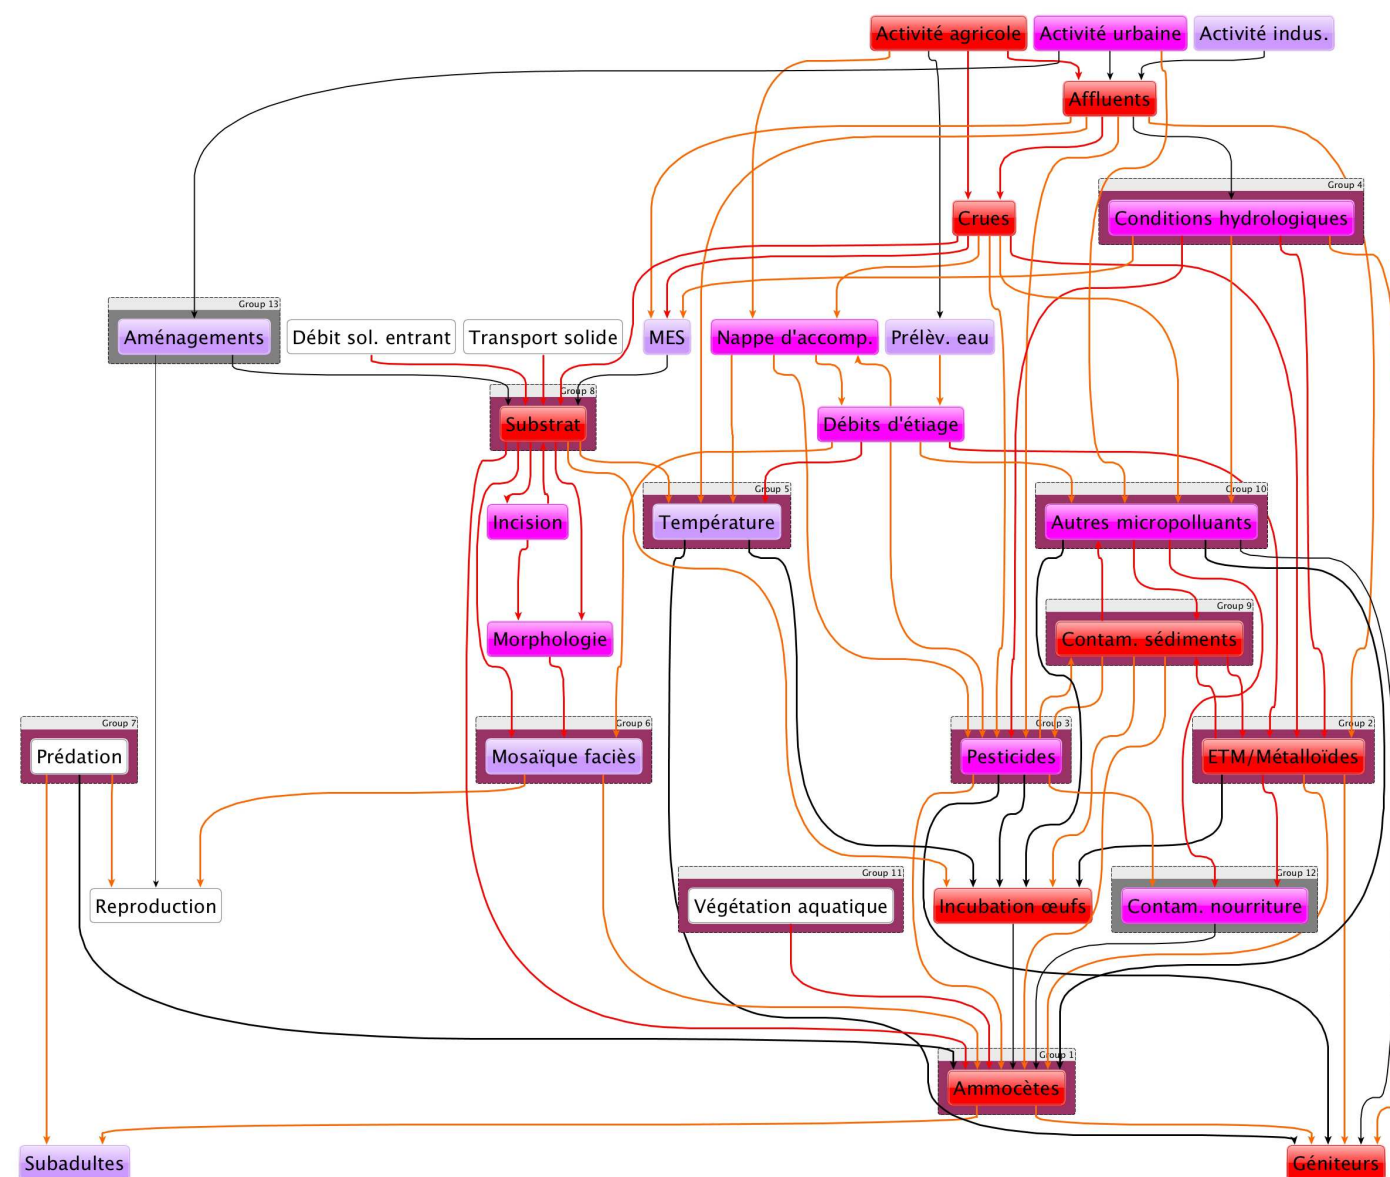 Activité agricole
Activité urbaine
Activité indus.
Affluents
Group 4
Crues
Conditions hydrologiques
Group 13
Aménagements
Débit sol. entrant
Transport solide
MES
Nappe d'accomp.
Prélèv. eau
Group 8
Substrat
Débits d'étiage
Group 5
Group 10
Incision
Température
Autres micropolluants
Group 9
Morphologie
Contam. sédiments
Group 7
Group 6
Group 3
Group 2
Prédation
Mosaïque faciès
Pesticides
ETM/Métalloïdes
Group 11
Group 12
Reproduction
Végétation aquatique
Incubation œufs
Contam. nourriture
Group 1
Ammocètes
Subadultes
Géniteurs